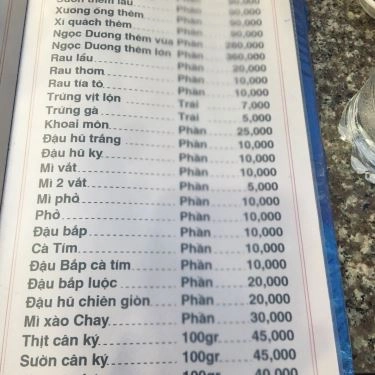 Xương ống thêm Phần 90,000
Xí quách thêm Phần 90,000
Ngọc Dương thêm vừa Phần 280,000
Ngọc Dương thêm lớn Phần 360,000
Rau lẩu Phần 20,000
Rau thơm Phần 10,000
Rau tía tô Phần 10,000
Trứng vịt lộn Trái 7,000
Trứng gà Trái 5,000
Khoai môn Phần 25,000
Đậu hũ trắng Phần 10,000
Đậu hũ ky Phần 10,000
Mì vắt Phần 10,000
Mì 2 vắt Phần 5,000
Mì phở Phần 10,000
Phở Phần 10,000
Đậu bắp Phần 10,000
Cà Tím Phần 10,000
Đậu Bắp cà tím Phần 10,000
Đậu bắp luộc Phần 20,000
Đậu hủ chiên giòn Phần 20,000
Mì xào Chay Phần 30,000
Thịt cân ký 100gr 45,000
Sườn cân ký 100gr 45,000
40,000